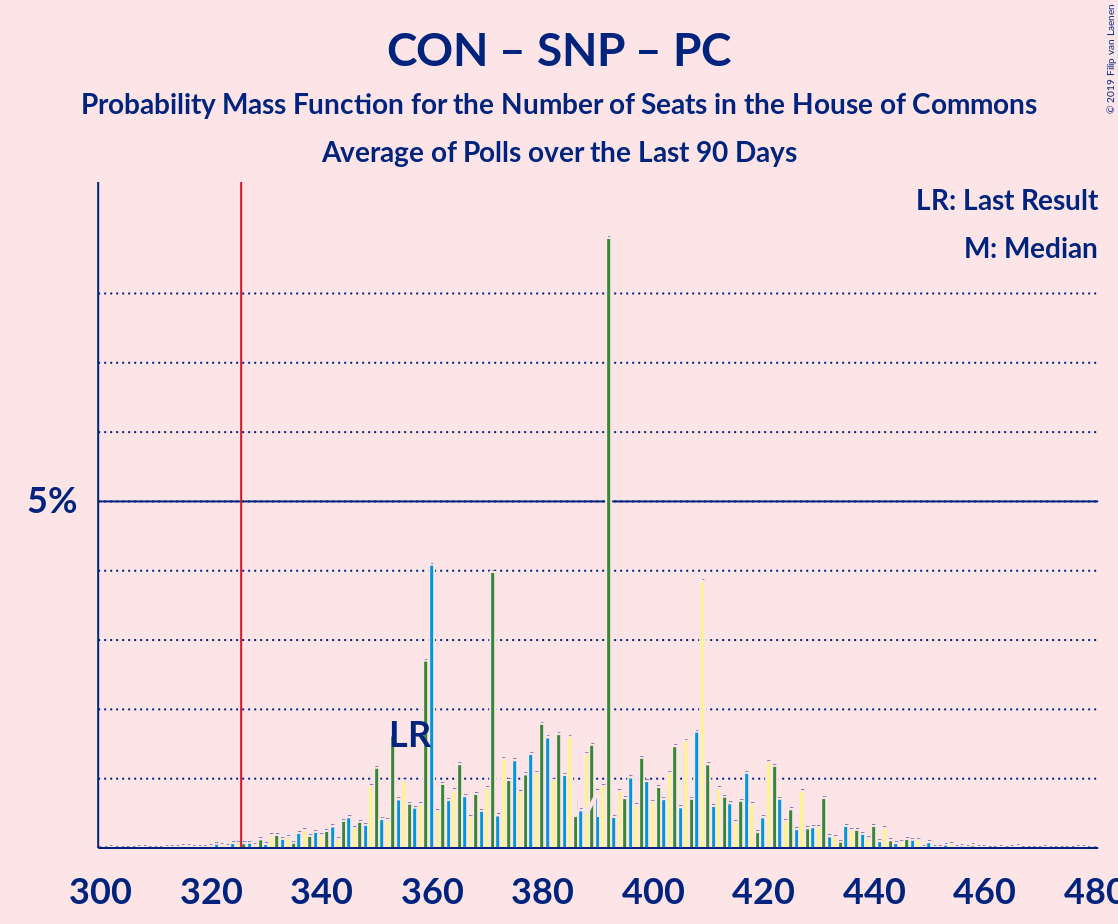 CON – SNP – PC
Probability Mass Function for the Number of Seats in the House of Commons
Average of Polls over the Last 90 Days
© 2019 Filip van Laenen
LR: Last Result
M: Median
5%
LR
300 320 340 360 380 400 420 440 460 480